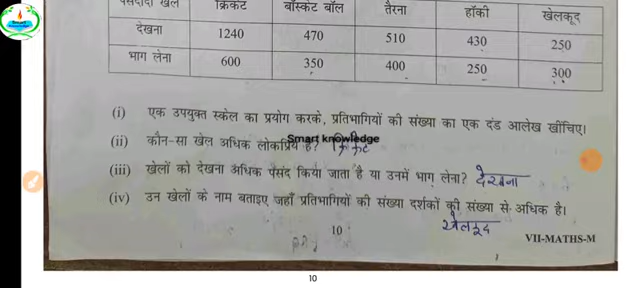 पसंदीदा खेल क्रिकेट बॉस्केट बॉल तैरना हॉकी खेलकूद
देखना 1240 470 510 430 250
भाग लेना 600 350 400 250 300
(i) एक उपयुक्त स्केल का प्रयोग करके, प्रतिभागियों की संख्या का एक दंड आलेख खींचिए।
(ii) कौन-सा खेल अधिक लोकप्रिय है? क्रिकेट
Smart knowledge
(iii) खेलों को देखना अधिक पसंद किया जाता है या उनमें भाग लेना? देखना
(iv) उन खेलों के नाम बताइए जहाँ प्रतिभागियों की संख्या दर्शकों की संख्या से अधिक है।
खेलकूद
10
VII-MATHS-M
10